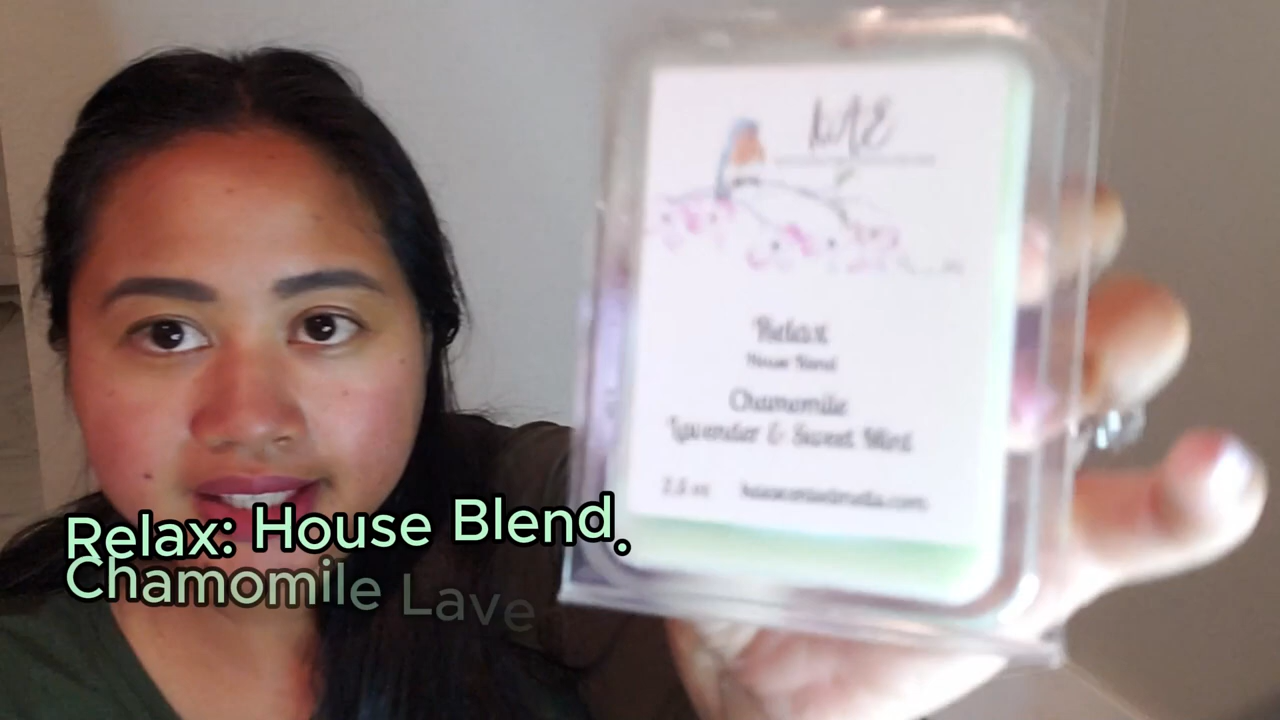 Relax
House Blend
Chamomile
Lavender & Sweet Mint
Relax: House Blend.
Chamomile Lave